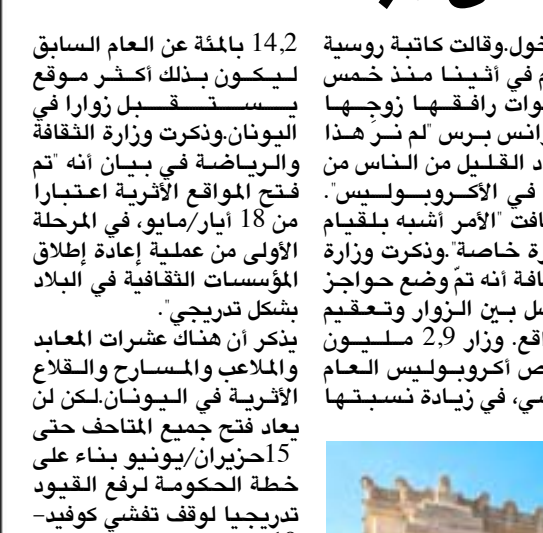 خول.وقالت كاتبة روسية
في أثينا منذ خمس
وات رافقها زوجها
انس برس "لم نر هذا
د القليل من الناس من
في الأكروبوليس".
افت "الأمر أشبه بلقيام
رة خاصة".وذكرت وزارة
افة أنه تمّ وضع حواجز
ل بين الزوار وتعقيم
اقع. وزار 2,9 مليون
ص أكروبوليس العام
سي، في زيادة نسبتها
14,2 بالمئة عن العام السابق
ليكون بذلك أكثر موقع
يستقبل زوارا في
اليونان.وذكرت وزارة الثقافة
والرياضة في بيان أنه "تم
فتح المواقع الأثرية اعتبارا
من 18 أيار/مايو، في المرحلة
الأولى من عملية إعادة إطلاق
المؤسسات الثقافية في البلاد
بشكل تدريجي".
يذكر أن هناك عشرات المعابد
والملاعب والمسارح والقلاع
الأثرية في اليونان.لكن لن
يعاد فتح جميع المتاحف حتى
15حزيران/يونيو بناء على
خطة الحكومة لرفع القيود
تدريجيا لوقف تفشي كوفيد-